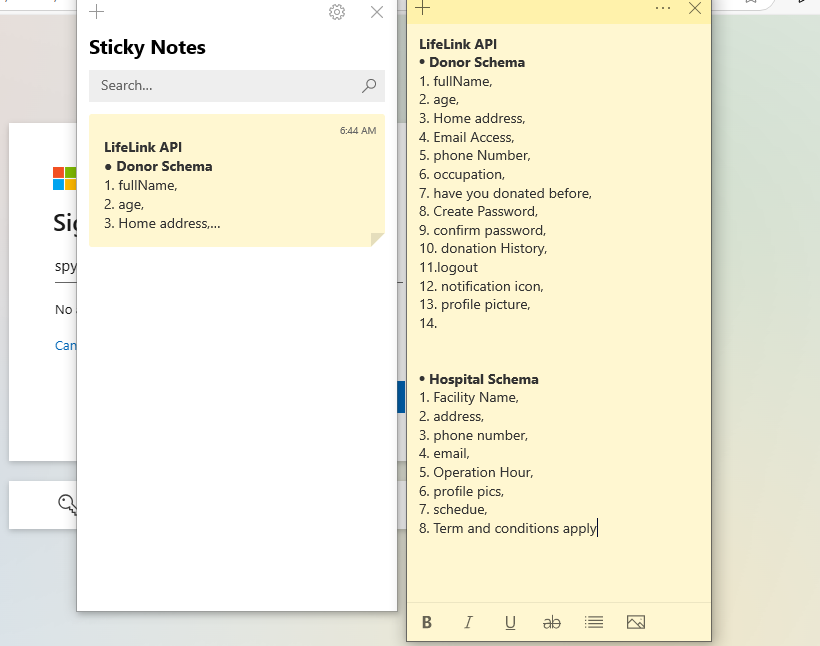 Sticky Notes
Search...
6:44 AM
LifeLink API
• Donor Schema
1. fullName,
2. age,
3. Home address,...
Sig
spy
No
Can
LifeLink API
• Donor Schema
1. fullName,
2. age,
3. Home address,
4. Email Access,
5. phone Number,
6. occupation,
7. have you donated before,
8. Create Password,
9. confirm password,
10. donation History,
11.logout
12. notification icon,
13. profile picture,
14.
• Hospital Schema
1. Facility Name,
2. address,
3. phone number,
4. email,
5. Operation Hour,
6. profile pics,
7. schedue,
8. Term and conditions apply
B I U ab